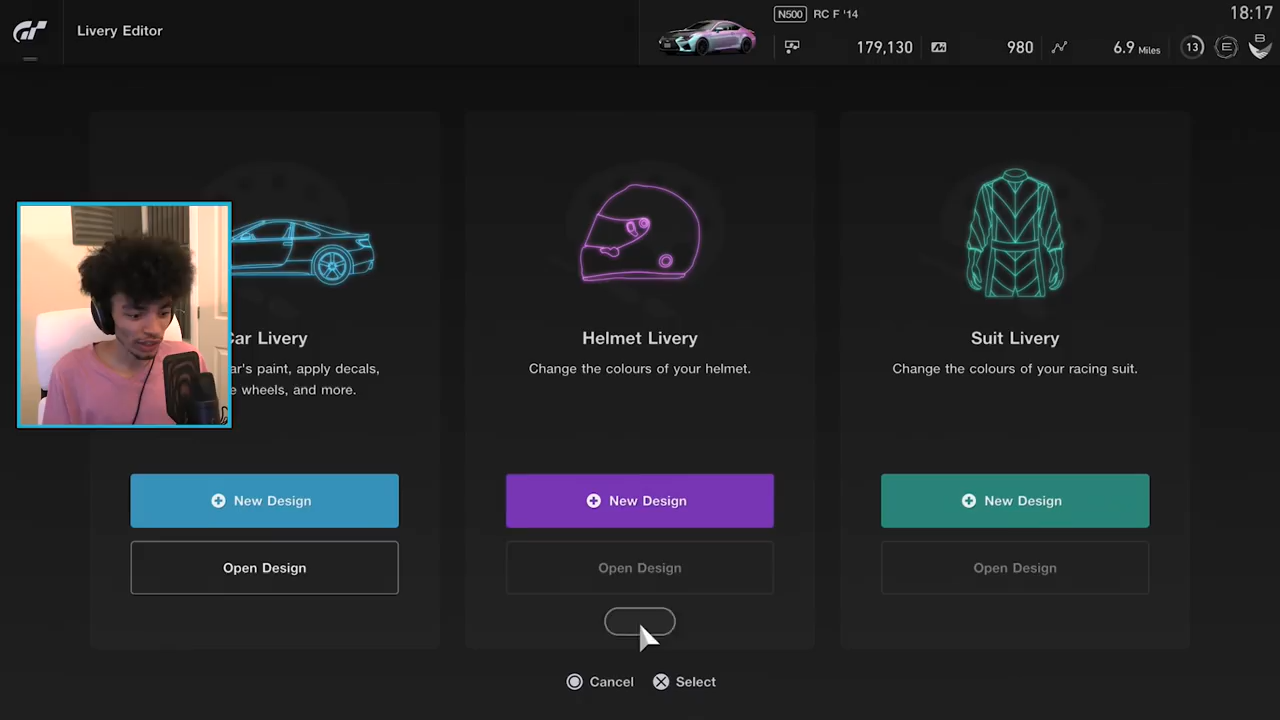 Livery Editor
N500 RC F '14
18:17
179,130
980
6.9 Miles
13
E
B
Car Livery
ar's paint, apply decals,
e wheels, and more.
New Design
Open Design
Helmet Livery
Change the colours of your helmet.
New Design
Open Design
Suit Livery
Change the colours of your racing suit.
New Design
Open Design
Cancel
Select